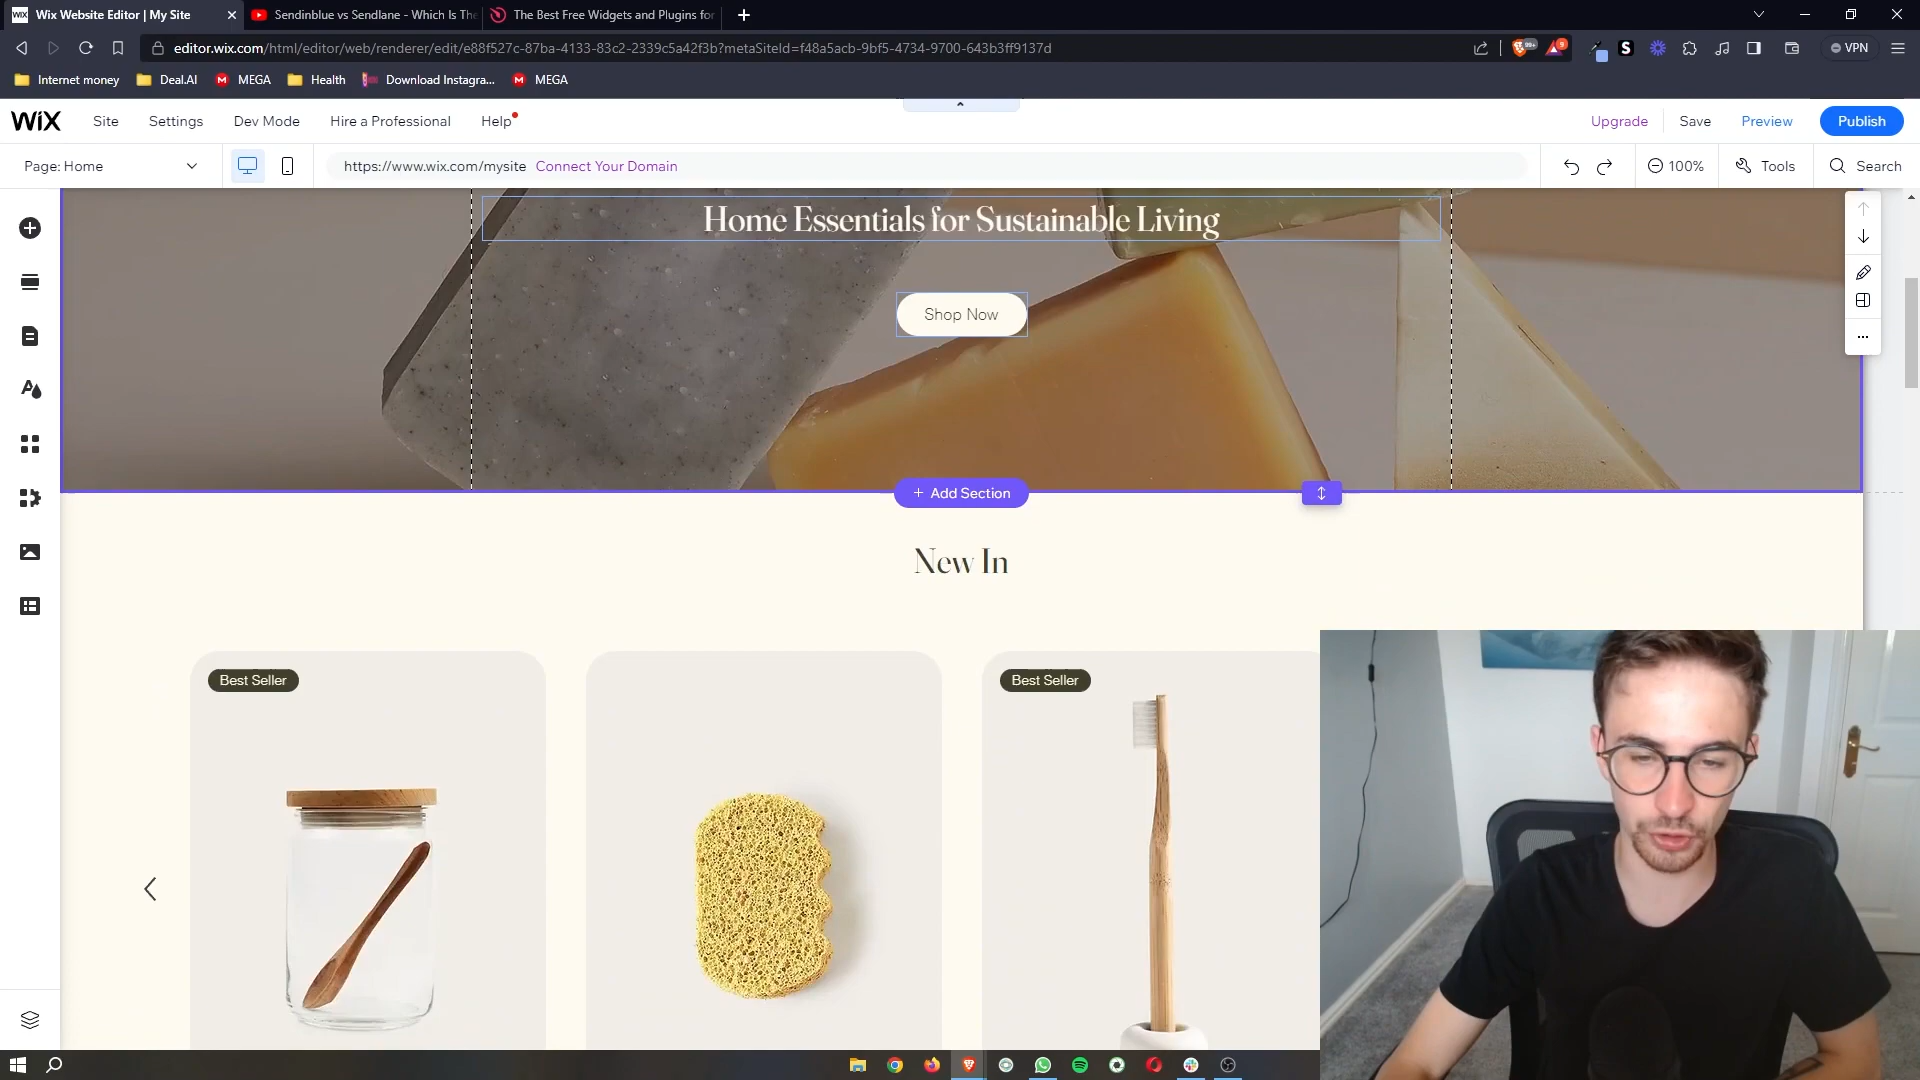 WIX Wix Website Editor | My Site
Sendinblue vs Sendlane - Which Is The
The Best Free Widgets and Plugins for
editor.wix.com/html/editor/web/renderer/edit/e88f527c-87ba-4133-83c2-2339c5a42f3b?metaSiteId=f48a5acb-9bf5-4734-9700-643b3ff9137d
99+
9
S
VPN
Internet money
Deal.AI
MEGA
Health
Download Instagra...
MEGA
WIX
Site
Settings
Dev Mode
Hire a Professional
Help
Upgrade
Save
Preview
Publish
Page: Home
https://www.wix.com/mysite Connect Your Domain
100%
Tools
Search
Home Essentials for Sustainable Living
Shop Now
+ Add Section
New In
Best Seller
Best Seller